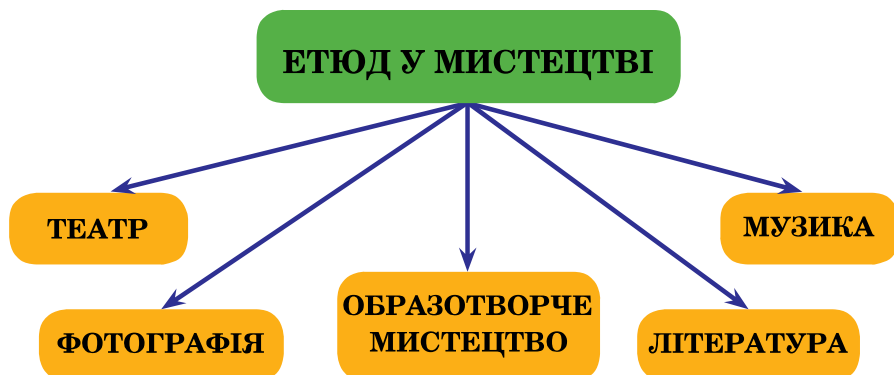 ЕТЮД У МИСТЕЦТВІ
ТЕАТР
МУЗИКА
ФОТОГРАФІЯ
ОБРАЗОТВОРЧЕ
МИСТЕЦТВО
ЛІТЕРАТУРА